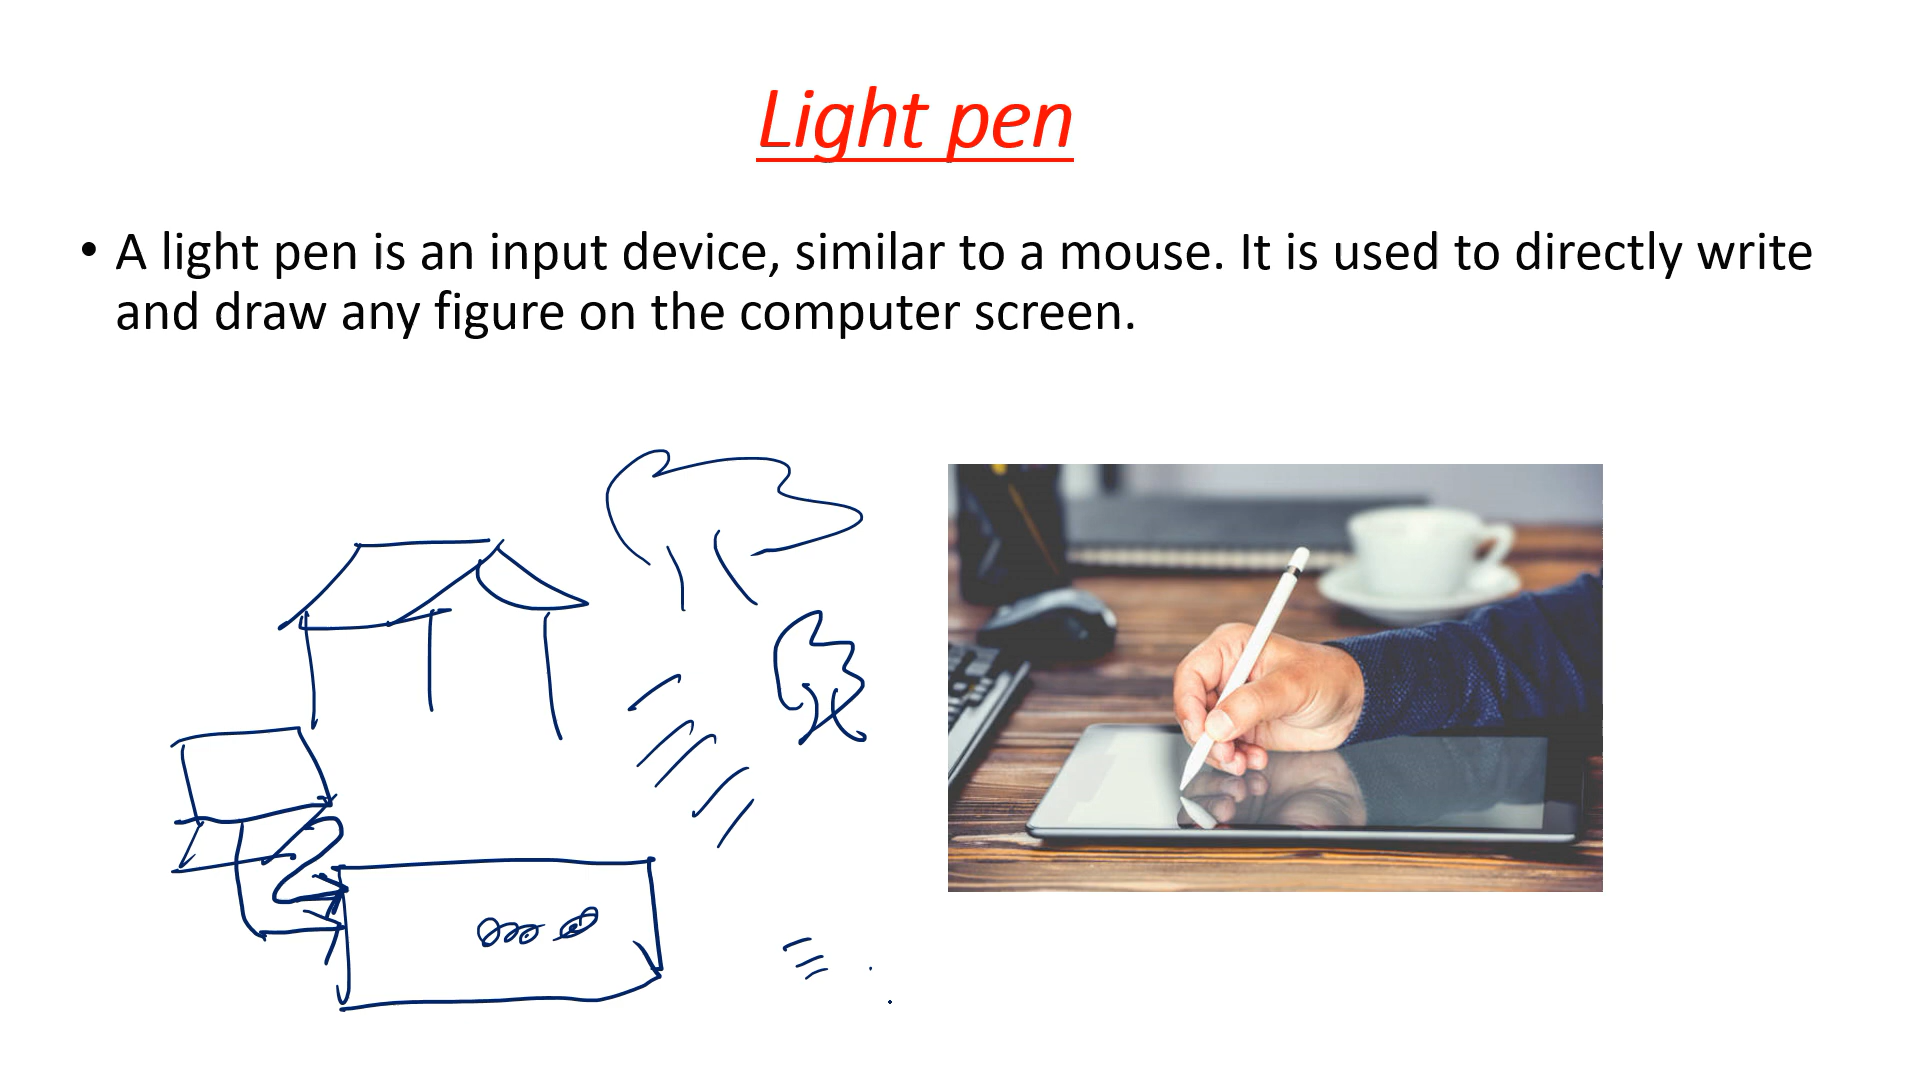 Light pen
• A light pen is an input device, similar to a mouse. It is used to directly write
and draw any figure on the computer screen.